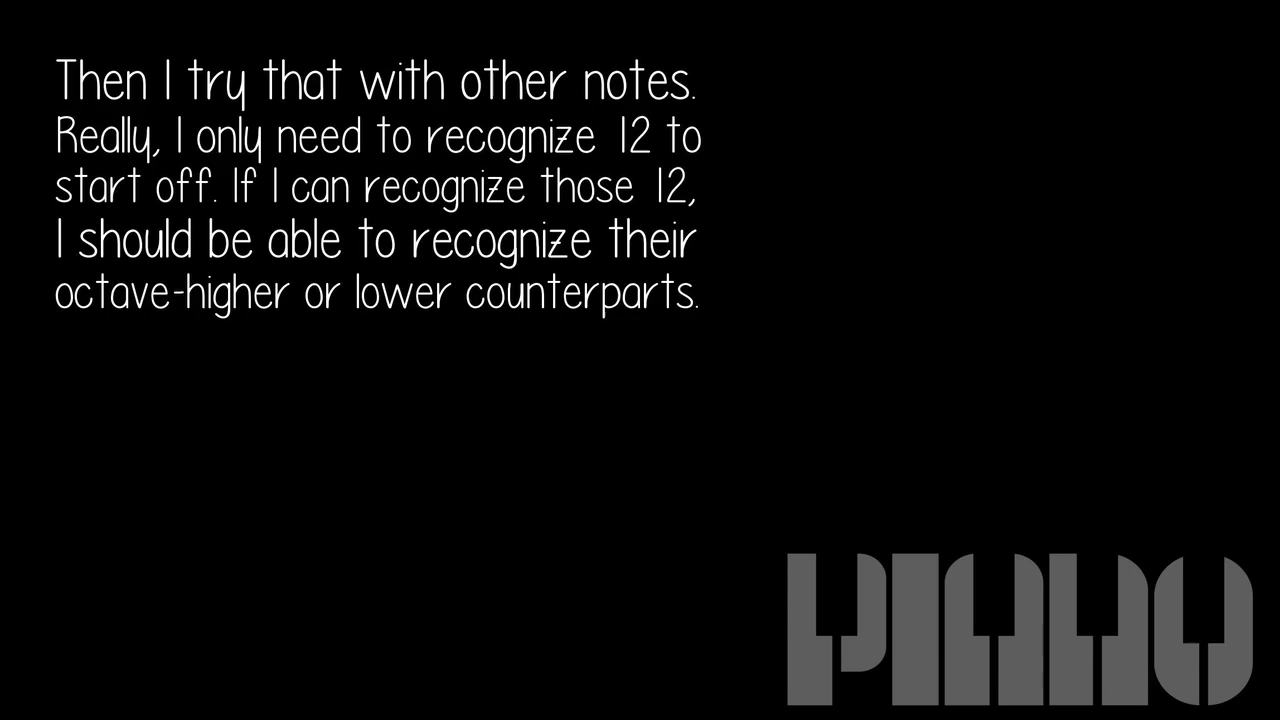 Then I try that with other notes.
Really, I only need to recognize 12 to
start off. If I can recognize those 12,
I should be able to recognize their
octave-higher or lower counterparts.
PIANO